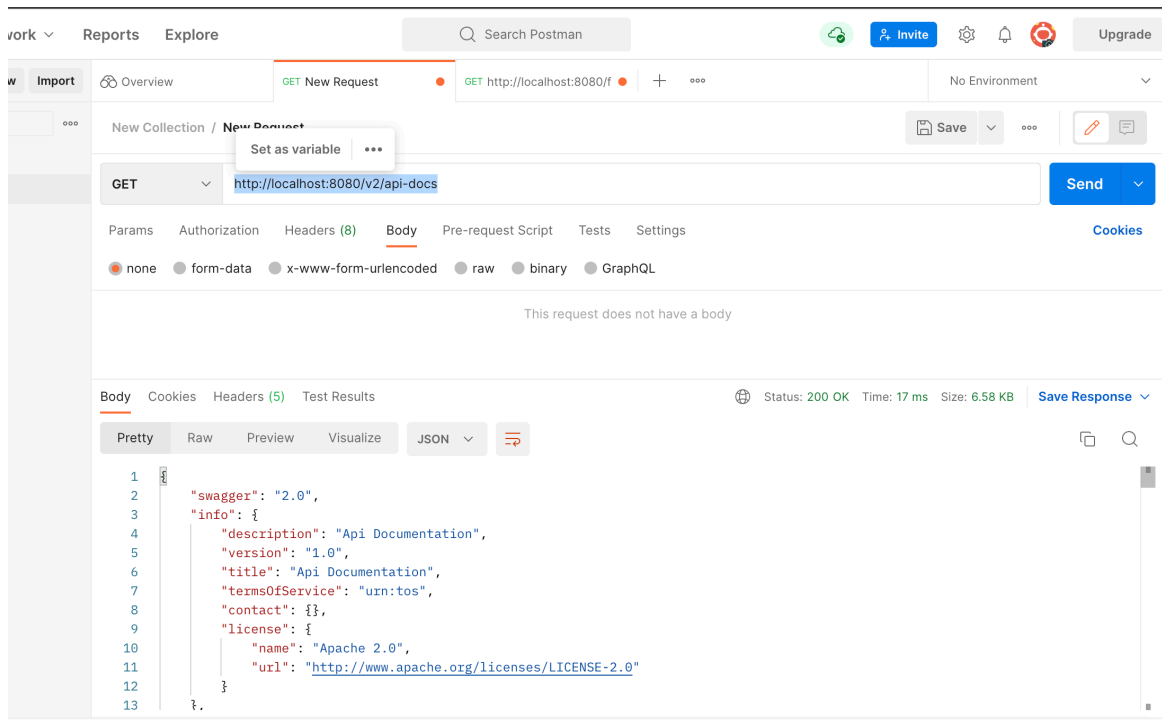 Reports Explore Search Postman Invite Upgrade
Import Overview GET New Request GET http://localhost:8080/f No Environment
New Collection / New Request Save
Set as variable
GET http://localhost:8080/v2/api-docs Send
Params Authorization Headers (8) Body Pre-request Script Tests Settings Cookies
none form-data x-www-form-urlencoded raw binary GraphQL
This request does not have a body
Body Cookies Headers (5) Test Results Status: 200 OK Time: 17 ms Size: 6.58 KB Save Response
Pretty Raw Preview Visualize JSON
1 {
2 "swagger": "2.0",
3 "info": {
4 "description": "Api Documentation",
5 "version": "1.0",
6 "title": "Api Documentation",
7 "termsOfService": "urn:tos",
8 "contact": {},
9 "license": {
10 "name": "Apache 2.0",
11 "url": "http://www.apache.org/licenses/LICENSE-2.0"
12 }
13 },